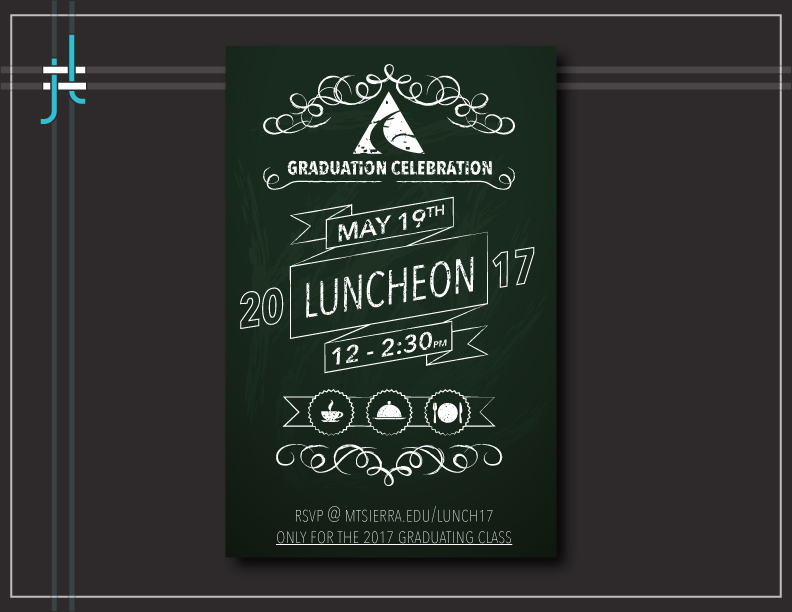 jt
GRADUATION CELEBRATION
MAY 19TH
20 LUNCHEON 17
12 - 2:30PM
RSVP @ MTSIERRA.EDU/LUNCH17
ONLY FOR THE 2017 GRADUATING CLASS